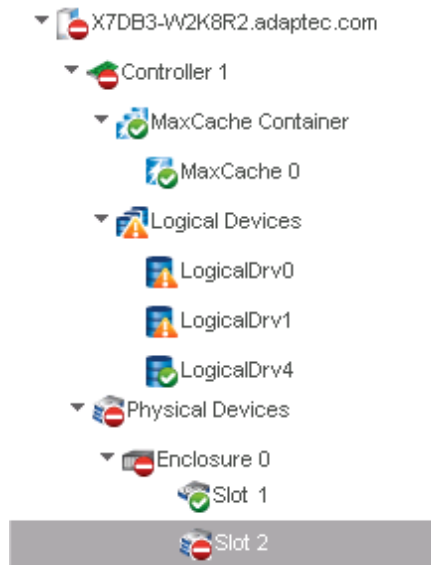 X7DB3-W2K8R2.adaptec.com
Controller 1
MaxCache Container
MaxCache 0
Logical Devices
LogicalDrv0
LogicalDrv1
LogicalDrv4
Physical Devices
Enclosure 0
Slot 1
Slot 2